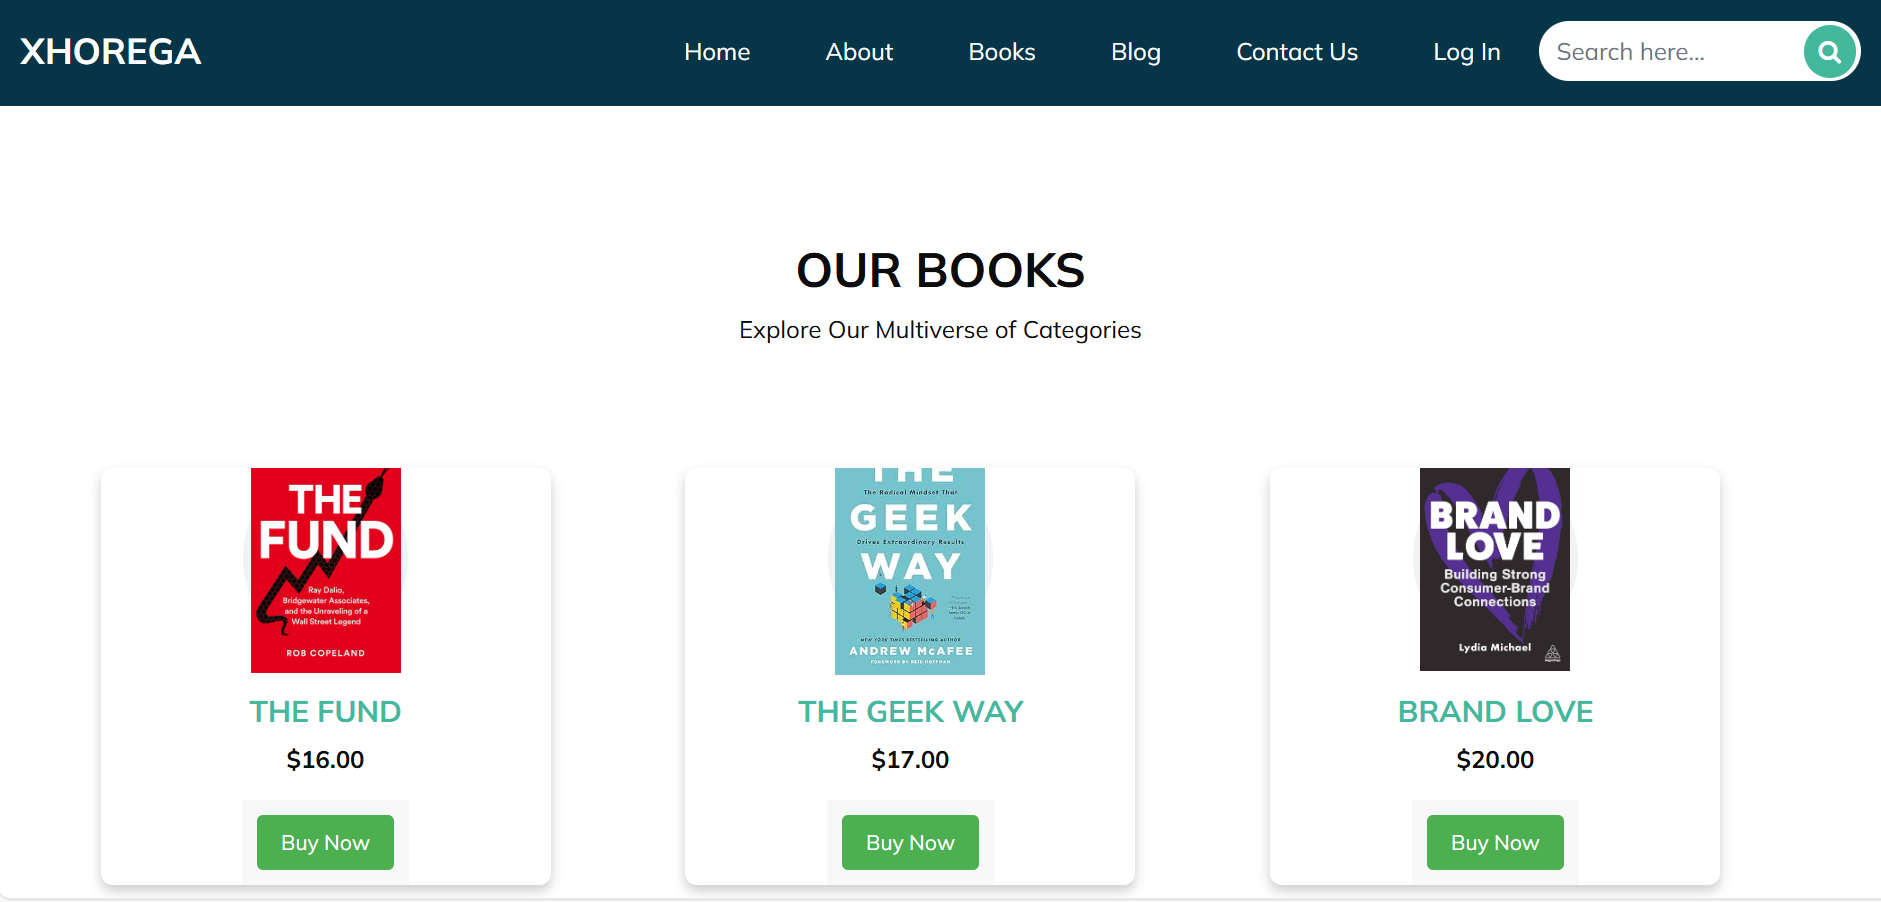 XHOREGA
Home
About
Books
Blog
Contact Us
Log In
Search here...
OUR BOOKS
Explore Our Multiverse of Categories
THE
FUND
Ray Dalio,
Bridgewater Associates,
and the Unraveling of a
Wall Street Legend
ROB COPELAND
THE FUND
$16.00
Buy Now
THE
The Radical Mindset That
GEEK
Drives Extraordinary Results
WAY
NEW YORK TIMES BESTSELLING AUTHOR
ANDREW McAFEE
FOREWORD BY REID HOFFMAN
THE GEEK WAY
$17.00
Buy Now
BRAND
LOVE
Building Strong
Consumer-Brand
Connections
Lydia Michael
BRAND LOVE
$20.00
Buy Now